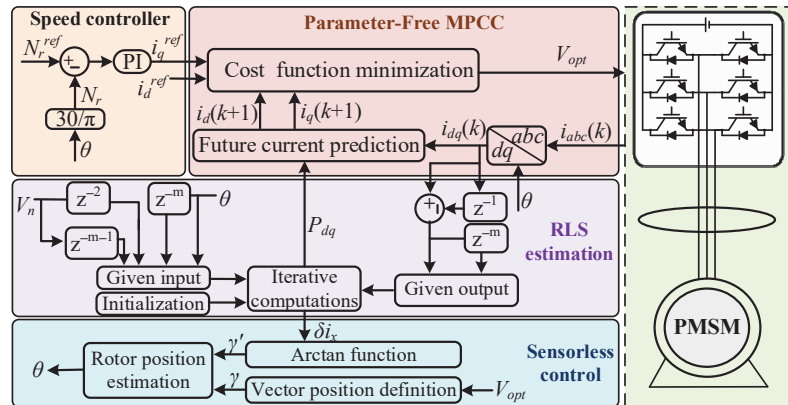 Speed controller
N_r^ref
+
-
PI
i_q^ref
i_d^ref
N_r
30/π
θ
Parameter-Free MPCC
Cost function minimization
V_opt
i_d(k+1)
i_q(k+1)
Future current prediction
i_dq(k)
abc
dq
i_abc(k)
θ
P_dq
V_n
z^-2
z^-m
θ
z^-m-1
Given input
Initialization
Iterative
computations
+
-
z^-1
z^-m
Given output
RLS
estimation
δi_x
θ
Rotor position
estimation
γ′
Arctan function
γ
Vector position definition
V_opt
Sensorless
control
PMSM